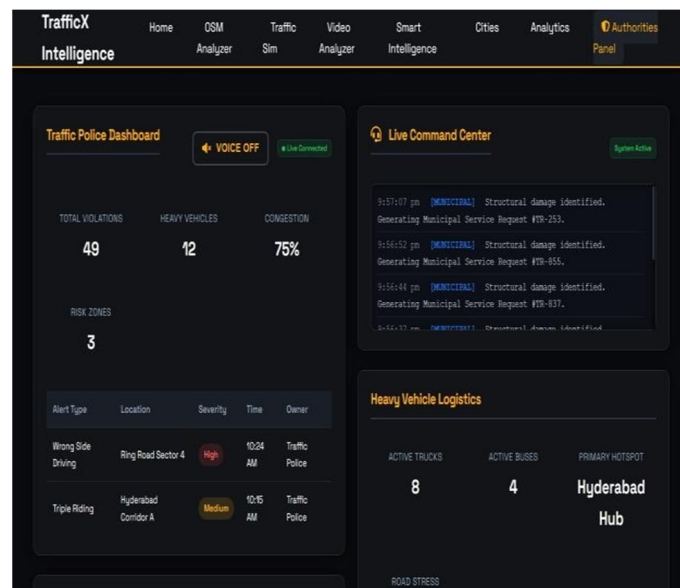 TrafficX Intelligence
Home
OSM Analyzer
Traffic Sim
Video Analyzer
Smart Intelligence
Cities
Analytics
Authorities Panel
Traffic Police Dashboard
VOICE OFF
Live Connected
TOTAL VIOLATIONS
49
HEAVY VEHICLES
12
CONGESTION
75%
RISK ZONES
3
Alert Type Location Severity Time Owner
Wrong Side Driving Ring Road Sector 4 High 10:24 AM Traffic Police
Triple Riding Hyderabad Corridor A Medium 10:15 AM Traffic Police
Live Command Center
System Active
9:57:07 pm [MUNICIPAL] Structural damage identified.
Generating Municipal Service Request #TR-253.
9:56:52 pm [MUNICIPAL] Structural damage identified.
Generating Municipal Service Request #TR-855.
9:56:44 pm [MUNICIPAL] Structural damage identified.
Generating Municipal Service Request #TR-837.
[MUNICIPAL] Structural damage identified.
Heavy Vehicle Logistics
ACTIVE TRUCKS
8
ACTIVE BUSES
4
PRIMARY HOTSPOT
Hyderabad Hub
ROAD STRESS